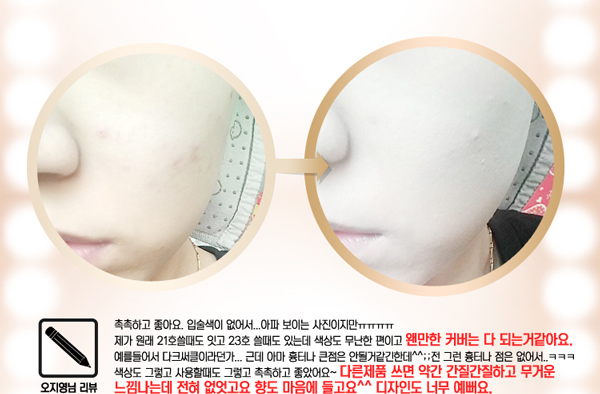 촉촉하고 좋아요. 입술색이 없어서...아파 보이는 사진이지만ㅠㅠㅠㅠ
제가 원래 21호쓸때도 잇고 23호 쓸때도 있는데 색상도 무난한 편이고 왠만한 커버는 다 되는거같아요.
예를들어서 다크써클이라던가... 근데 아마 흉터나 큰점은 안될거같긴한데^^;;전 그런 흉터나 점은 없어서..ㅋㅋㅋ
색상도 그렇고 사용할때도 그렇고 촉촉하고 좋았어요~ 다른제품 쓰면 약간 간질간질하고 무거운
느낌나는데 전혀 없엇고요 향도 마음에 들고요^^ 디자인도 너무 예뻐요.
오지영님 리뷰